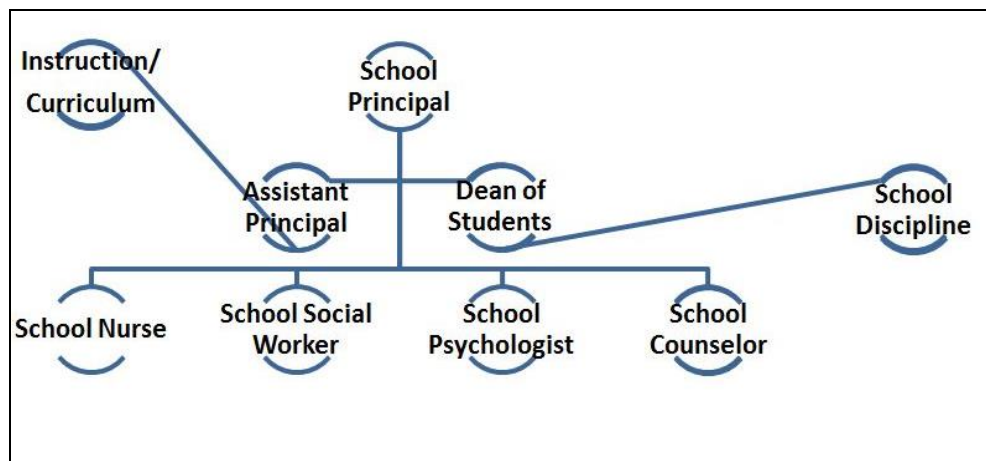 Instruction/
Curriculum
School
Principal
Assistant
Principal
Dean of
Students
School
Discipline
School Nurse
School Social
Worker
School
Psychologist
School
Counselor